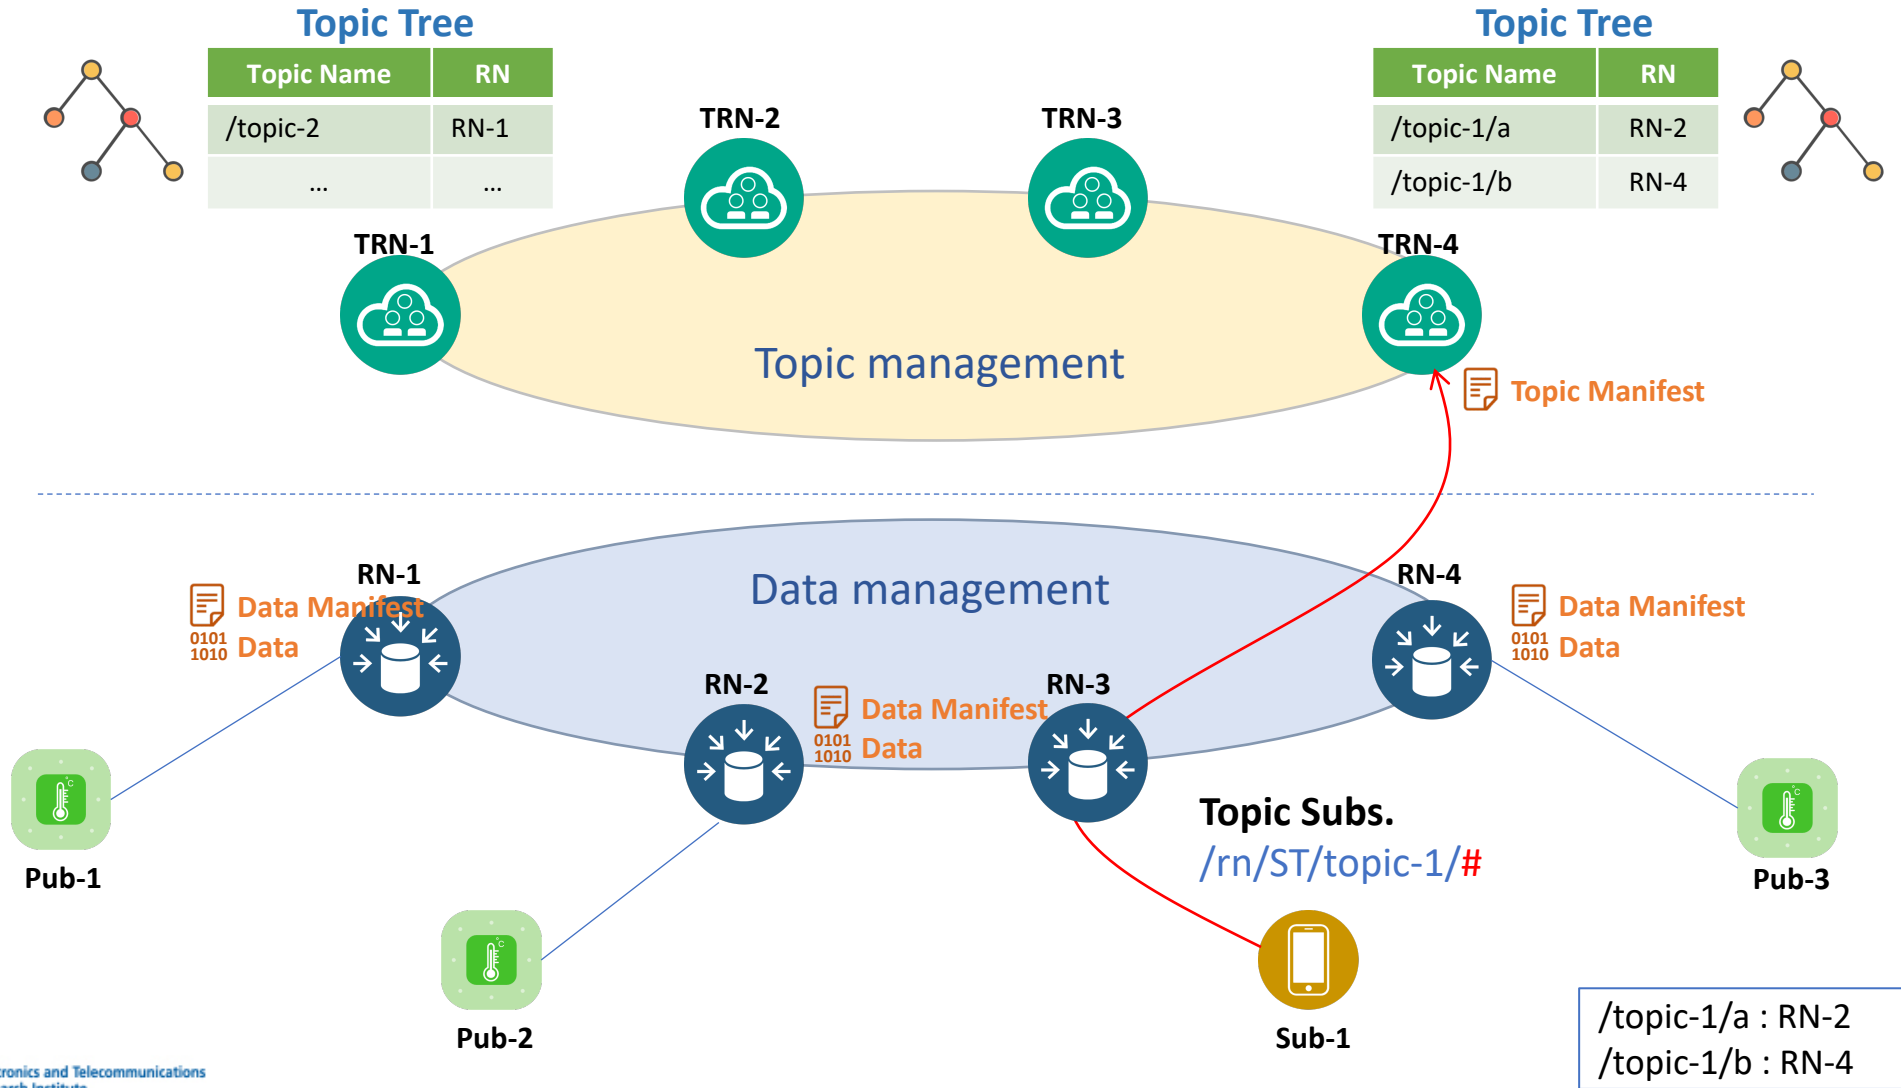 Topic Tree
Topic Name RN
/topic-2 RN-1
... ...
Topic Tree
Topic Name RN
/topic-1/a RN-2
/topic-1/b RN-4
TRN-2
TRN-3
TRN-1
TRN-4
Topic management
Topic Manifest
RN-1
Data management
RN-4
Data Manifest
0101
1010 Data
Data Manifest
0101
1010 Data
RN-2
RN-3
Data Manifest
0101
1010 Data
°C
°C
Topic Subs.
/rn/ST/topic-1/#
Pub-1
Pub-3
°C
Pub-2
Sub-1
/topic-1/a : RN-2
/topic-1/b : RN-4
and Telecommunications